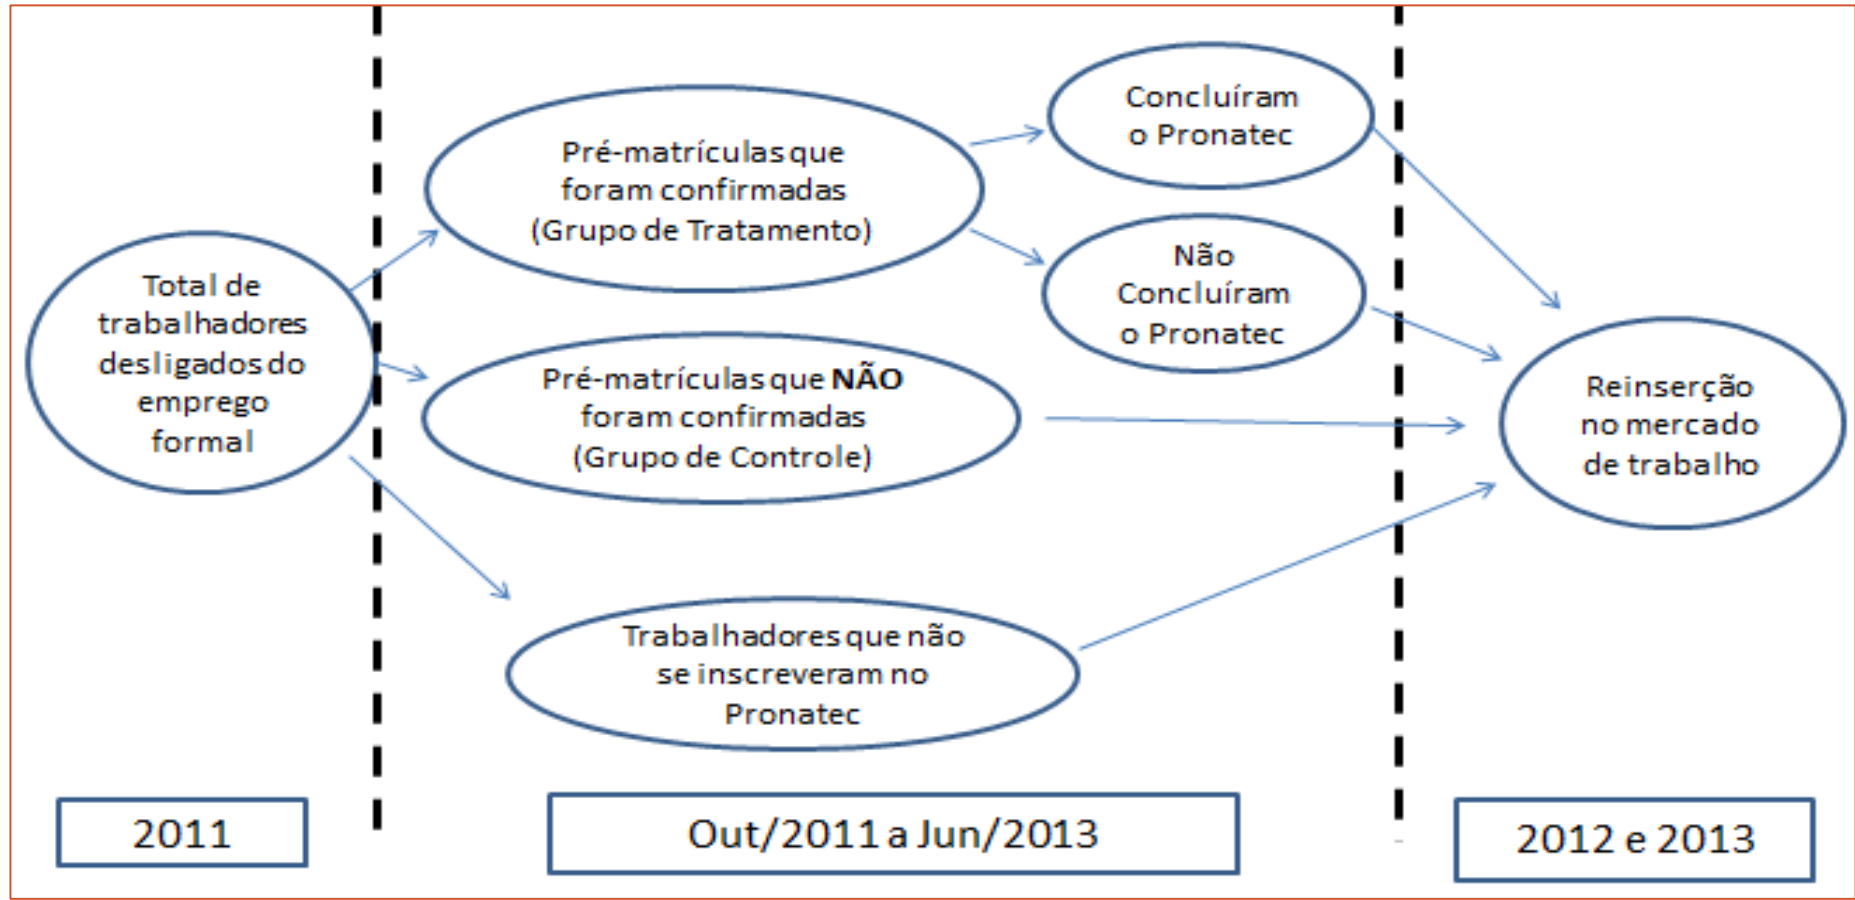 Total de
trabalhadores
desligados do
emprego
formal
Pré-matrículas que
foram confirmadas
(Grupo de Tratamento)
Concluíram
o Pronatec
Não
Concluíram
o Pronatec
Pré-matrículas que NÃO
foram confirmadas
(Grupo de Controle)
Trabalhadores que não
se inscreveram no
Pronatec
Reinserção
no mercado
de trabalho
2011
Out/2011 a Jun/2013
2012 e 2013